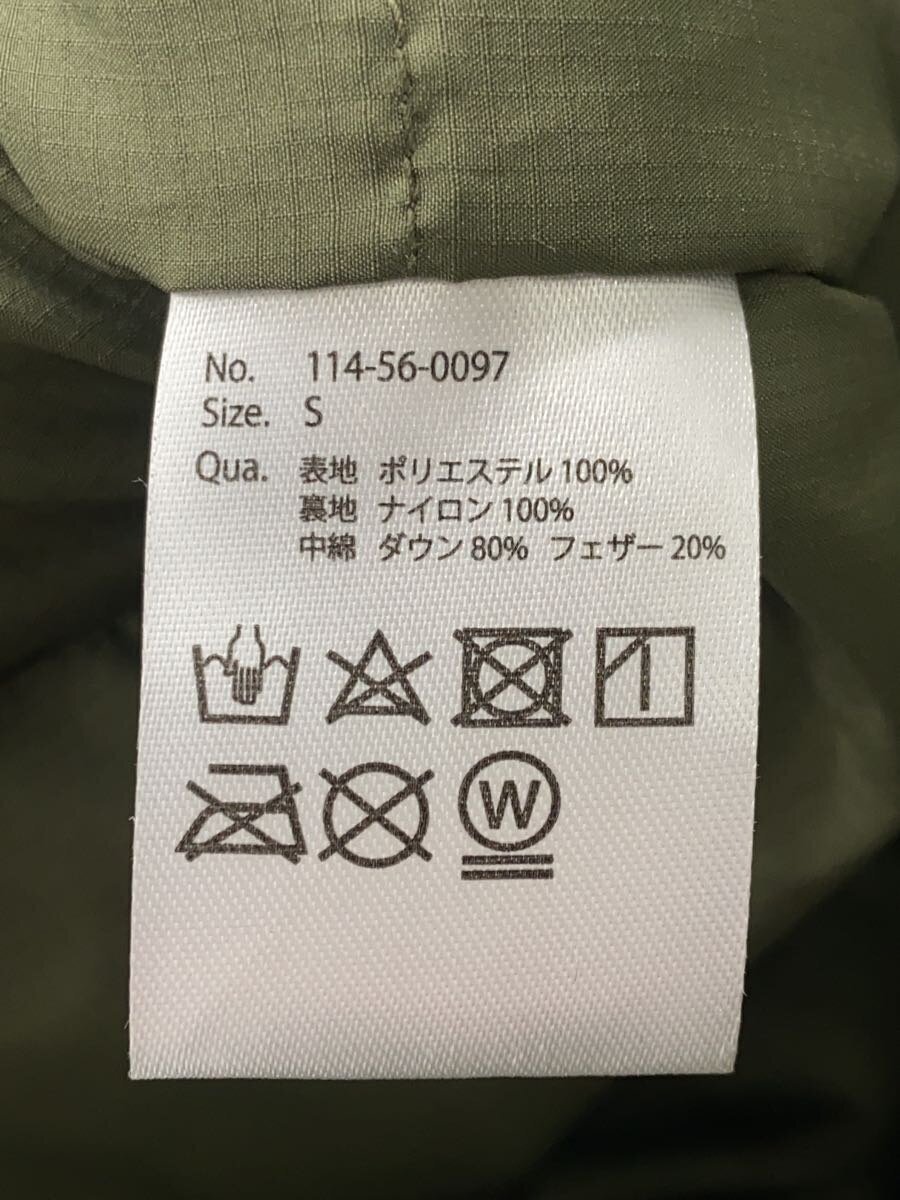 No. 114-56-0097
Size. S
Qua. 表地 ポリエステル 100%
裏地 ナイロン 100%
中綿 ダウン 80% フェザー 20%
W